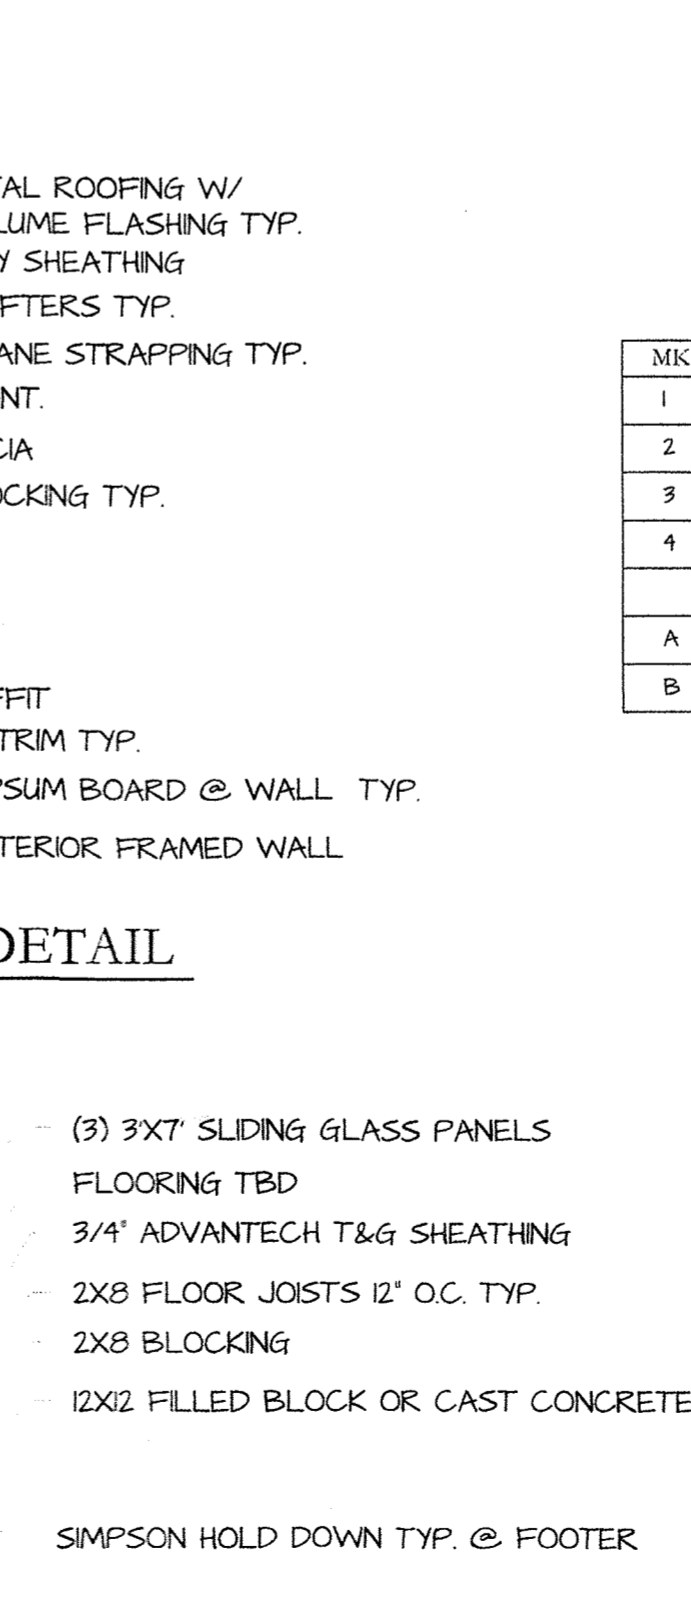 TAL ROOFING W/
LUME FLASHING TYP.
Y SHEATHING
FTERS TYP.
ANE STRAPPING TYP.
NT.
CIA
OCKING TYP.
MK
1
2
3
4
A
B
FFIT
TRIM TYP.
PSUM BOARD @ WALL TYP.
TERIOR FRAMED WALL
DETAIL
(3) 3'X7' SLIDING GLASS PANELS
FLOORING TBD
3/4" ADVANTECH T&G SHEATHING
2X8 FLOOR JOISTS 12" O.C. TYP.
2X8 BLOCKING
12X12 FILLED BLOCK OR CAST CONCRETE
SIMPSON HOLD DOWN TYP. @ FOOTER